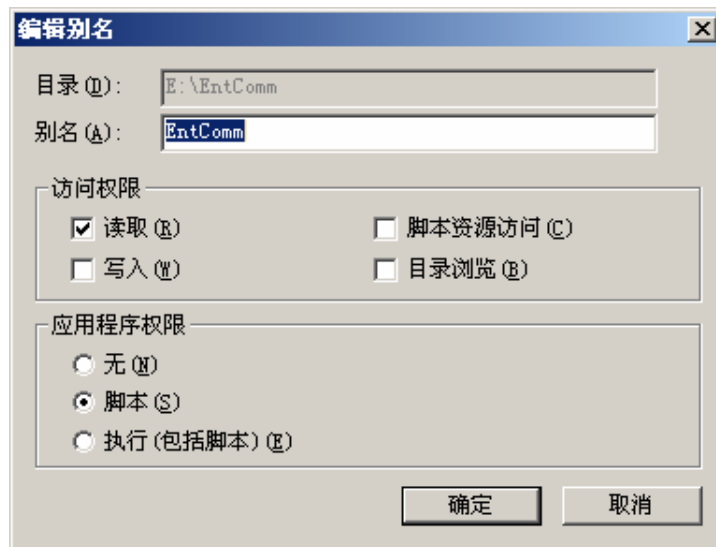 编辑别名
目录(D): E:\EntComm
别名(A): EntComm
访问权限
读取(R) 脚本资源访问(C)
写入(W) 目录浏览(B)
应用程序权限
无(N)
脚本(S)
执行(包括脚本)(E)
确定 取消